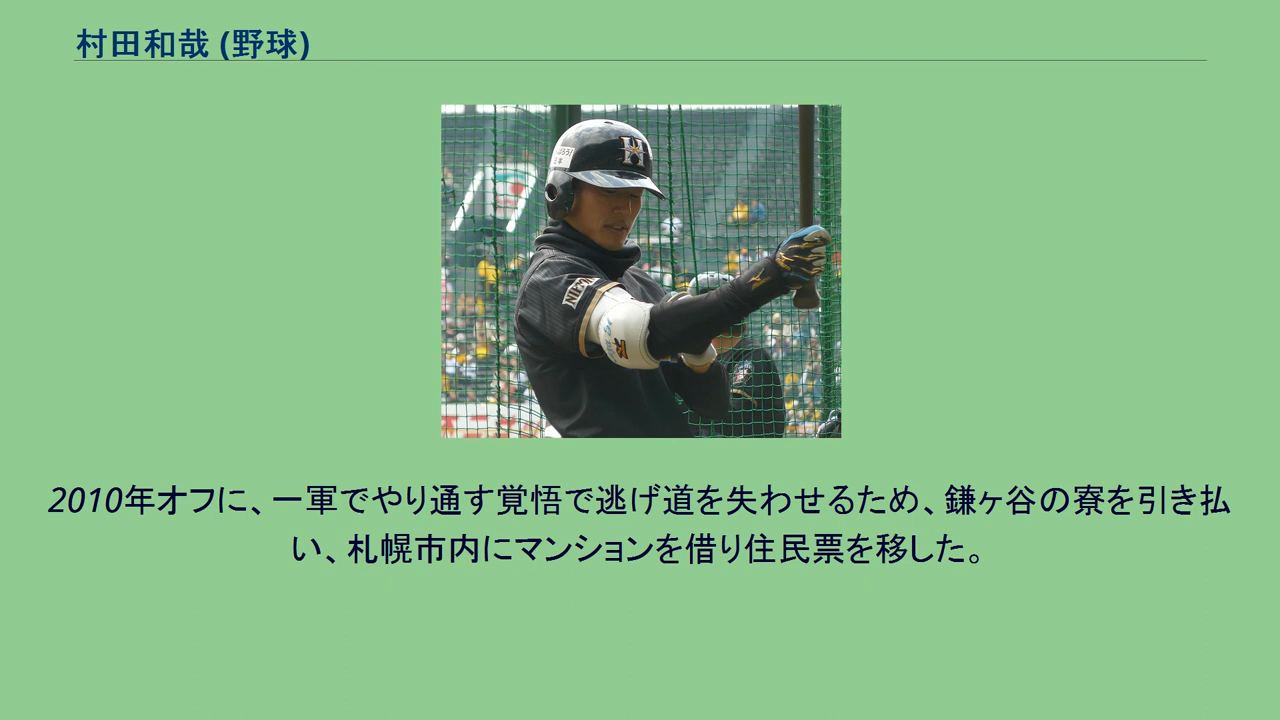 村田和哉 (野球)
H
NIPPON
2010年オフに、一軍でやり通す覚悟で逃げ道を失わせるため、鎌ヶ谷の寮を引き払
い、札幌市内にマンションを借り住民票を移した。